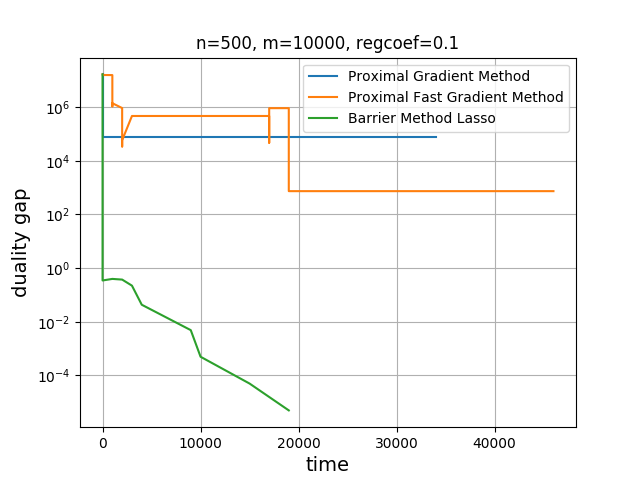 n=500, m=10000, regcoef=0.1
Proximal Gradient Method
Proximal Fast Gradient Method
Barrier Method Lasso
duality gap
10⁶
10⁴
10²
10⁰
10⁻²
10⁻⁴
0 10000 20000 30000 40000
time